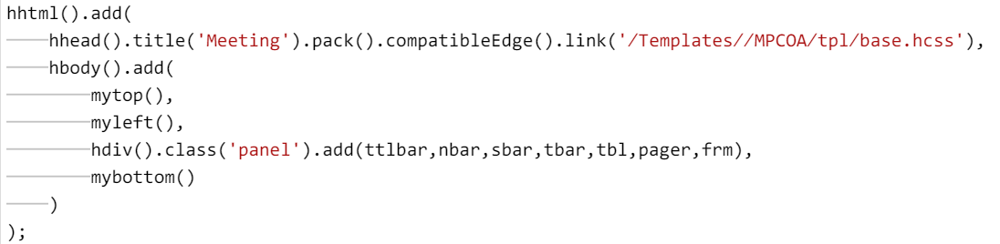 hhtml().add(
hhead().title('Meeting').pack().compatibleEdge().link('/Templates//MPCOA/tpl/base.hcss'),
hbody().add(
mytop(),
myleft(),
hdiv().class('panel').add(ttlbar,nbar,sbar,tbar,tbl,pager,frm),
mybottom()
)
);